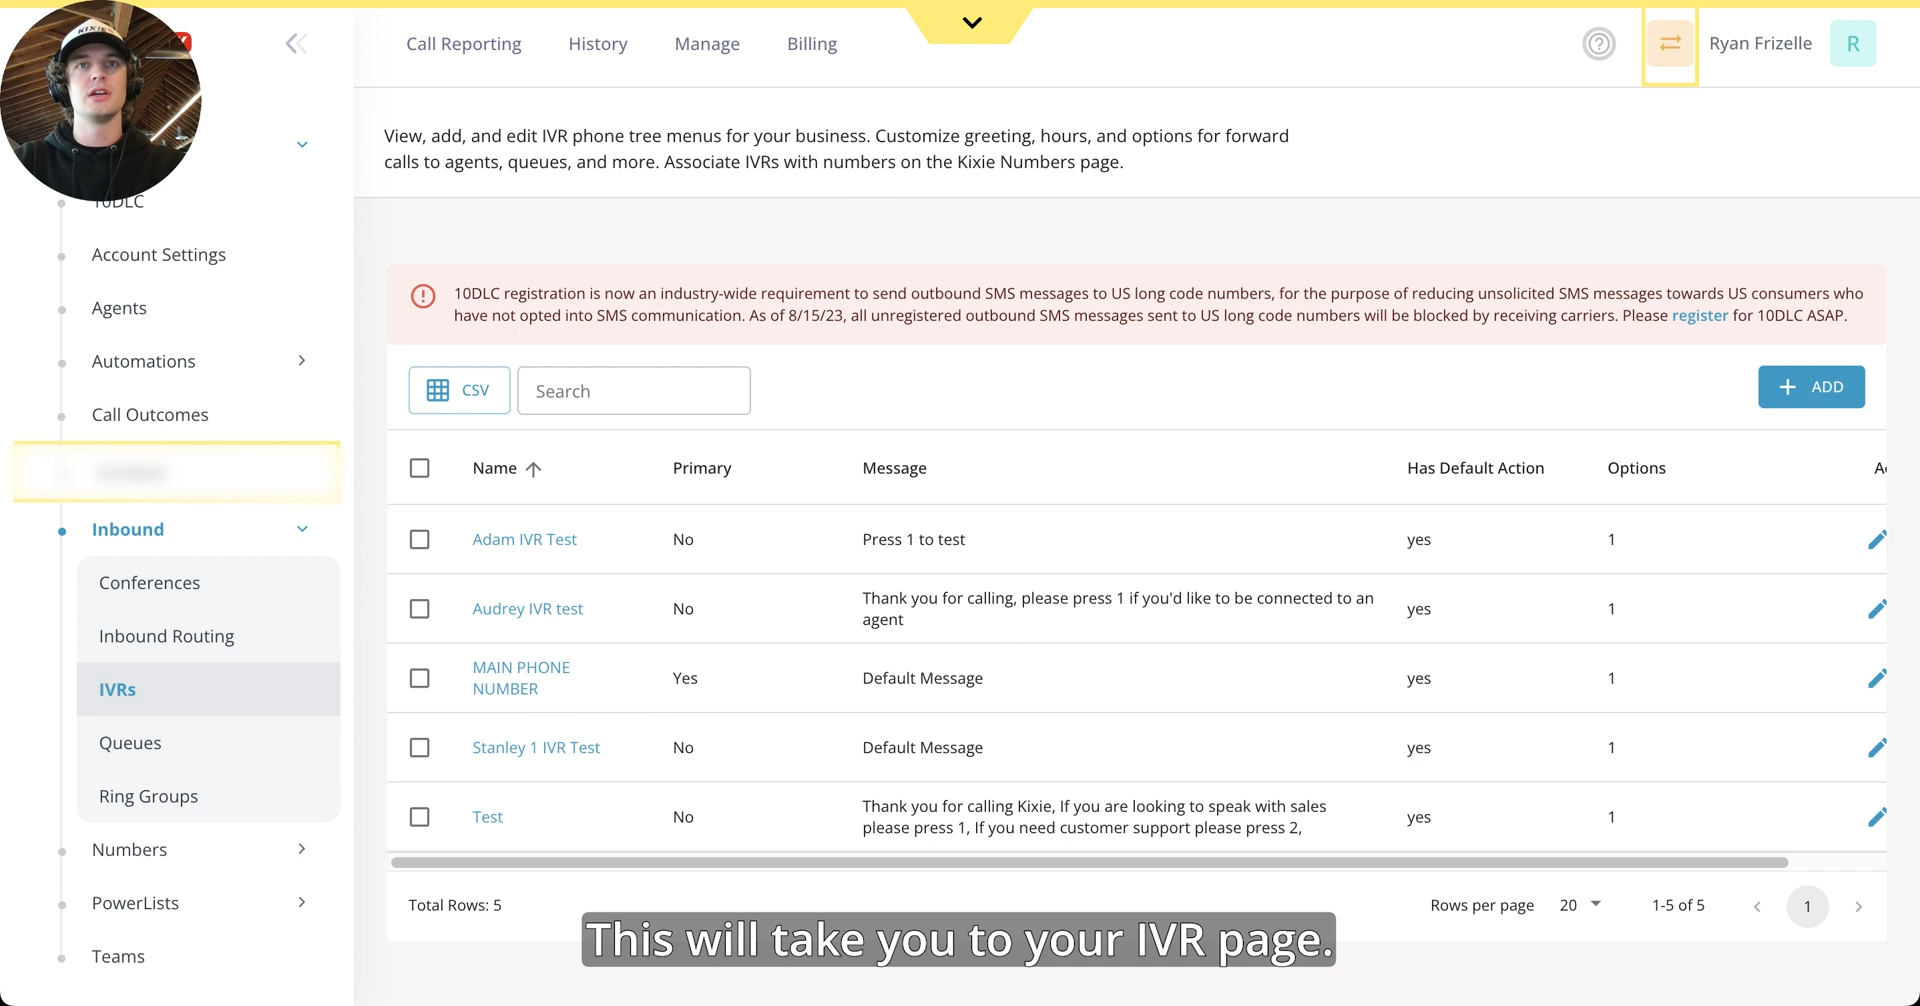 KIXIE
Call Reporting
History
Manage
Billing
Ryan Frizelle
R
View, add, and edit IVR phone tree menus for your business. Customize greeting, hours, and options for forward
calls to agents, queues, and more. Associate IVRs with numbers on the Kixie Numbers page.
10DLC
Account Settings
Agents
Automations
Call Outcomes
Inbound
Conferences
Inbound Routing
IVRs
Queues
Ring Groups
Numbers
PowerLists
Teams
10DLC registration is now an industry-wide requirement to send outbound SMS messages to US long code numbers, for the purpose of reducing unsolicited SMS messages towards US consumers who
have not opted into SMS communication. As of 8/15/23, all unregistered outbound SMS messages sent to US long code numbers will be blocked by receiving carriers. Please register for 10DLC ASAP.
CSV
Search
ADD
Name Primary Message Has Default Action Options
Adam IVR Test No Press 1 to test yes 1
Audrey IVR test No Thank you for calling, please press 1 if you'd like to be connected to an
agent yes 1
MAIN PHONE
NUMBER Yes Default Message yes 1
Stanley 1 IVR Test No Default Message yes 1
Test No Thank you for calling Kixie, If you are looking to speak with sales
please press 1, If you need customer support please press 2, yes 1
Total Rows: 5
Rows per page 20 1-5 of 5 1
This will take you to your IVR page.